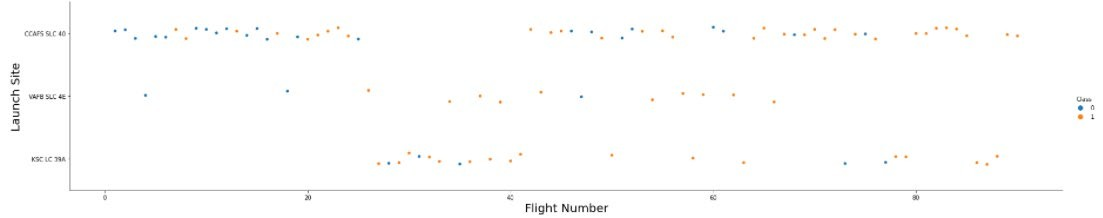 CCAFS SLC 40
VAFB SLC 4E
KSC LC 39A
Launch Site
0
20
40
60
80
Flight Number
Class
0
1